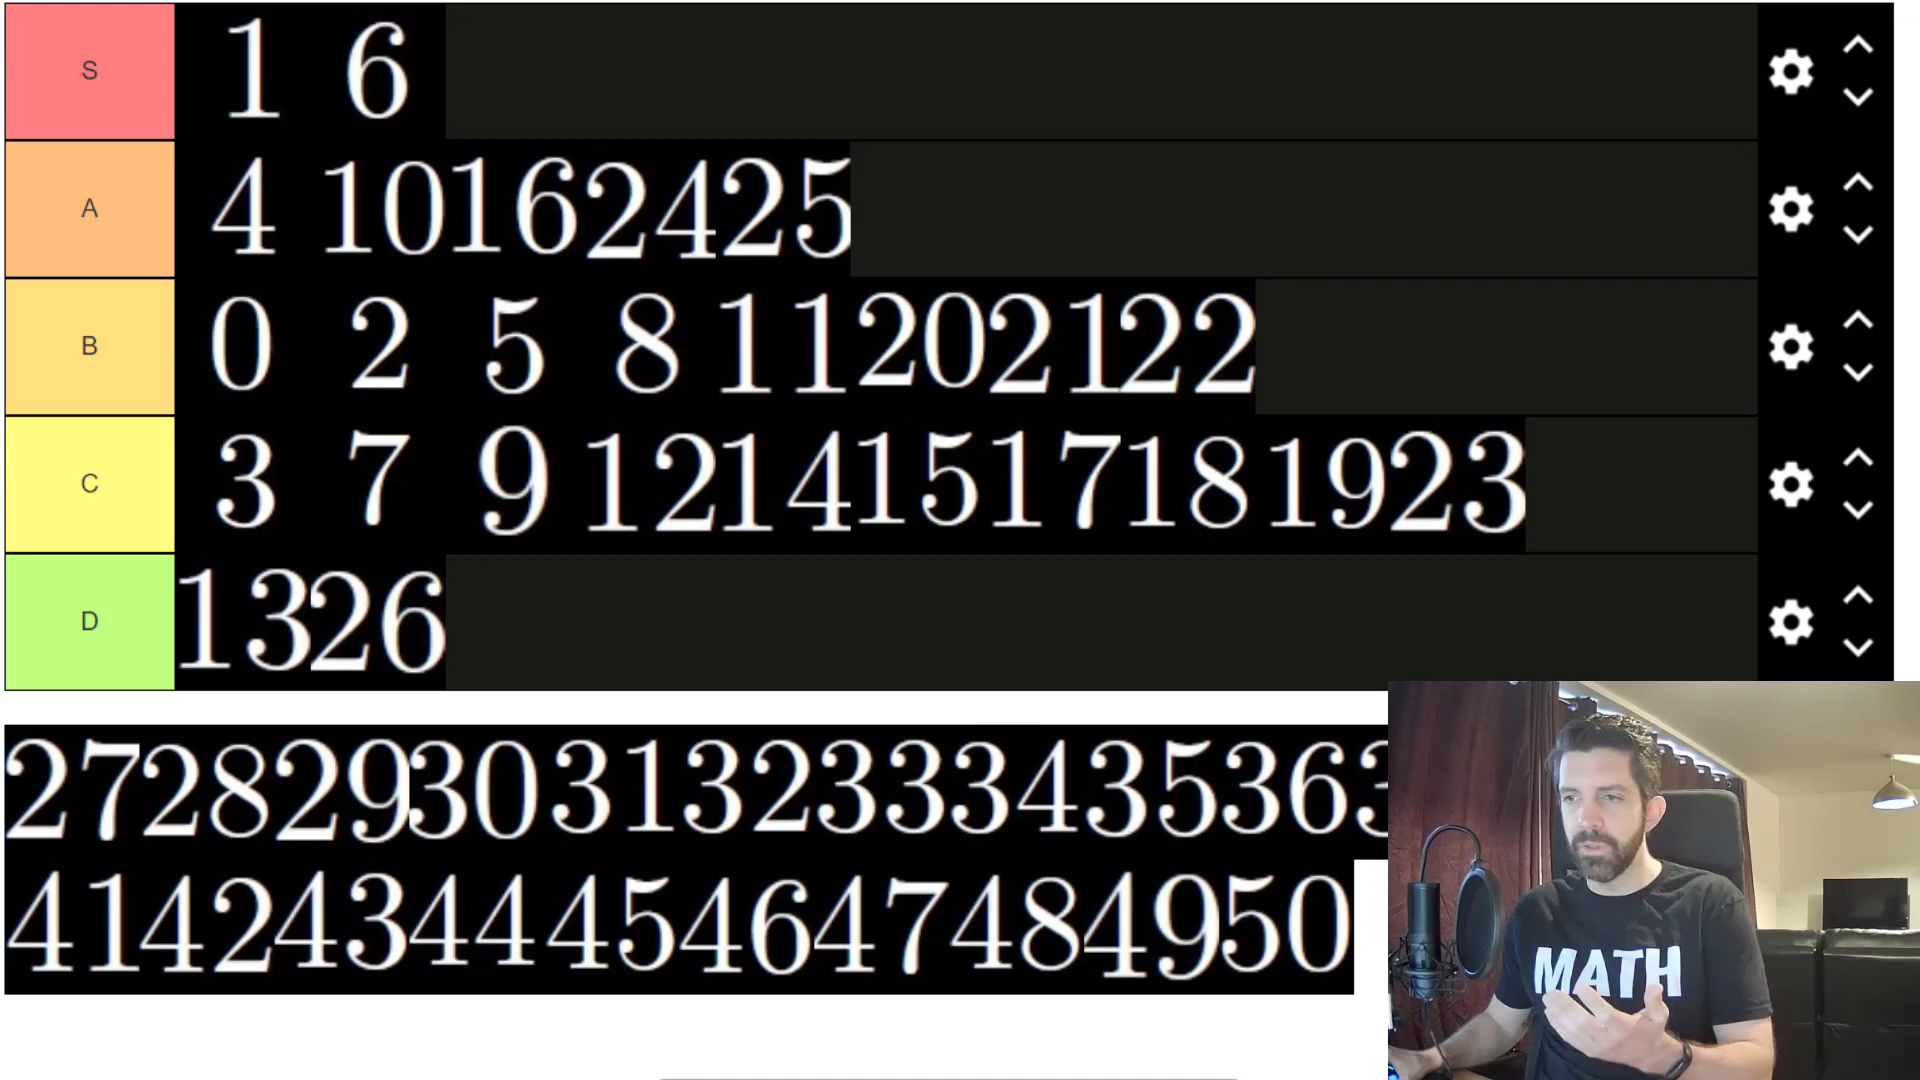 S 1 6
A 4 10 16 24 25
B 0 2 5 8 11 20 21 22
C 3 7 9 12 14 15 17 18 19 23
D 13 26
27 28 29 30 31 32 33 34 35 36 3
41 42 43 44 45 46 47 48 49 50
MATH